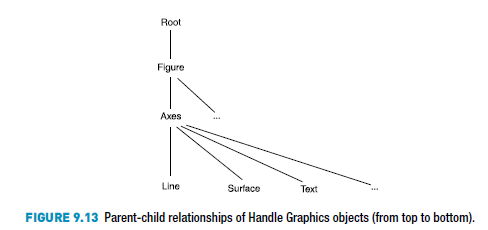 Root
Figure
Axes
...
Line
Surface
Text
...
FIGURE 9.13 Parent-child relationships of Handle Graphics objects (from top to bottom).